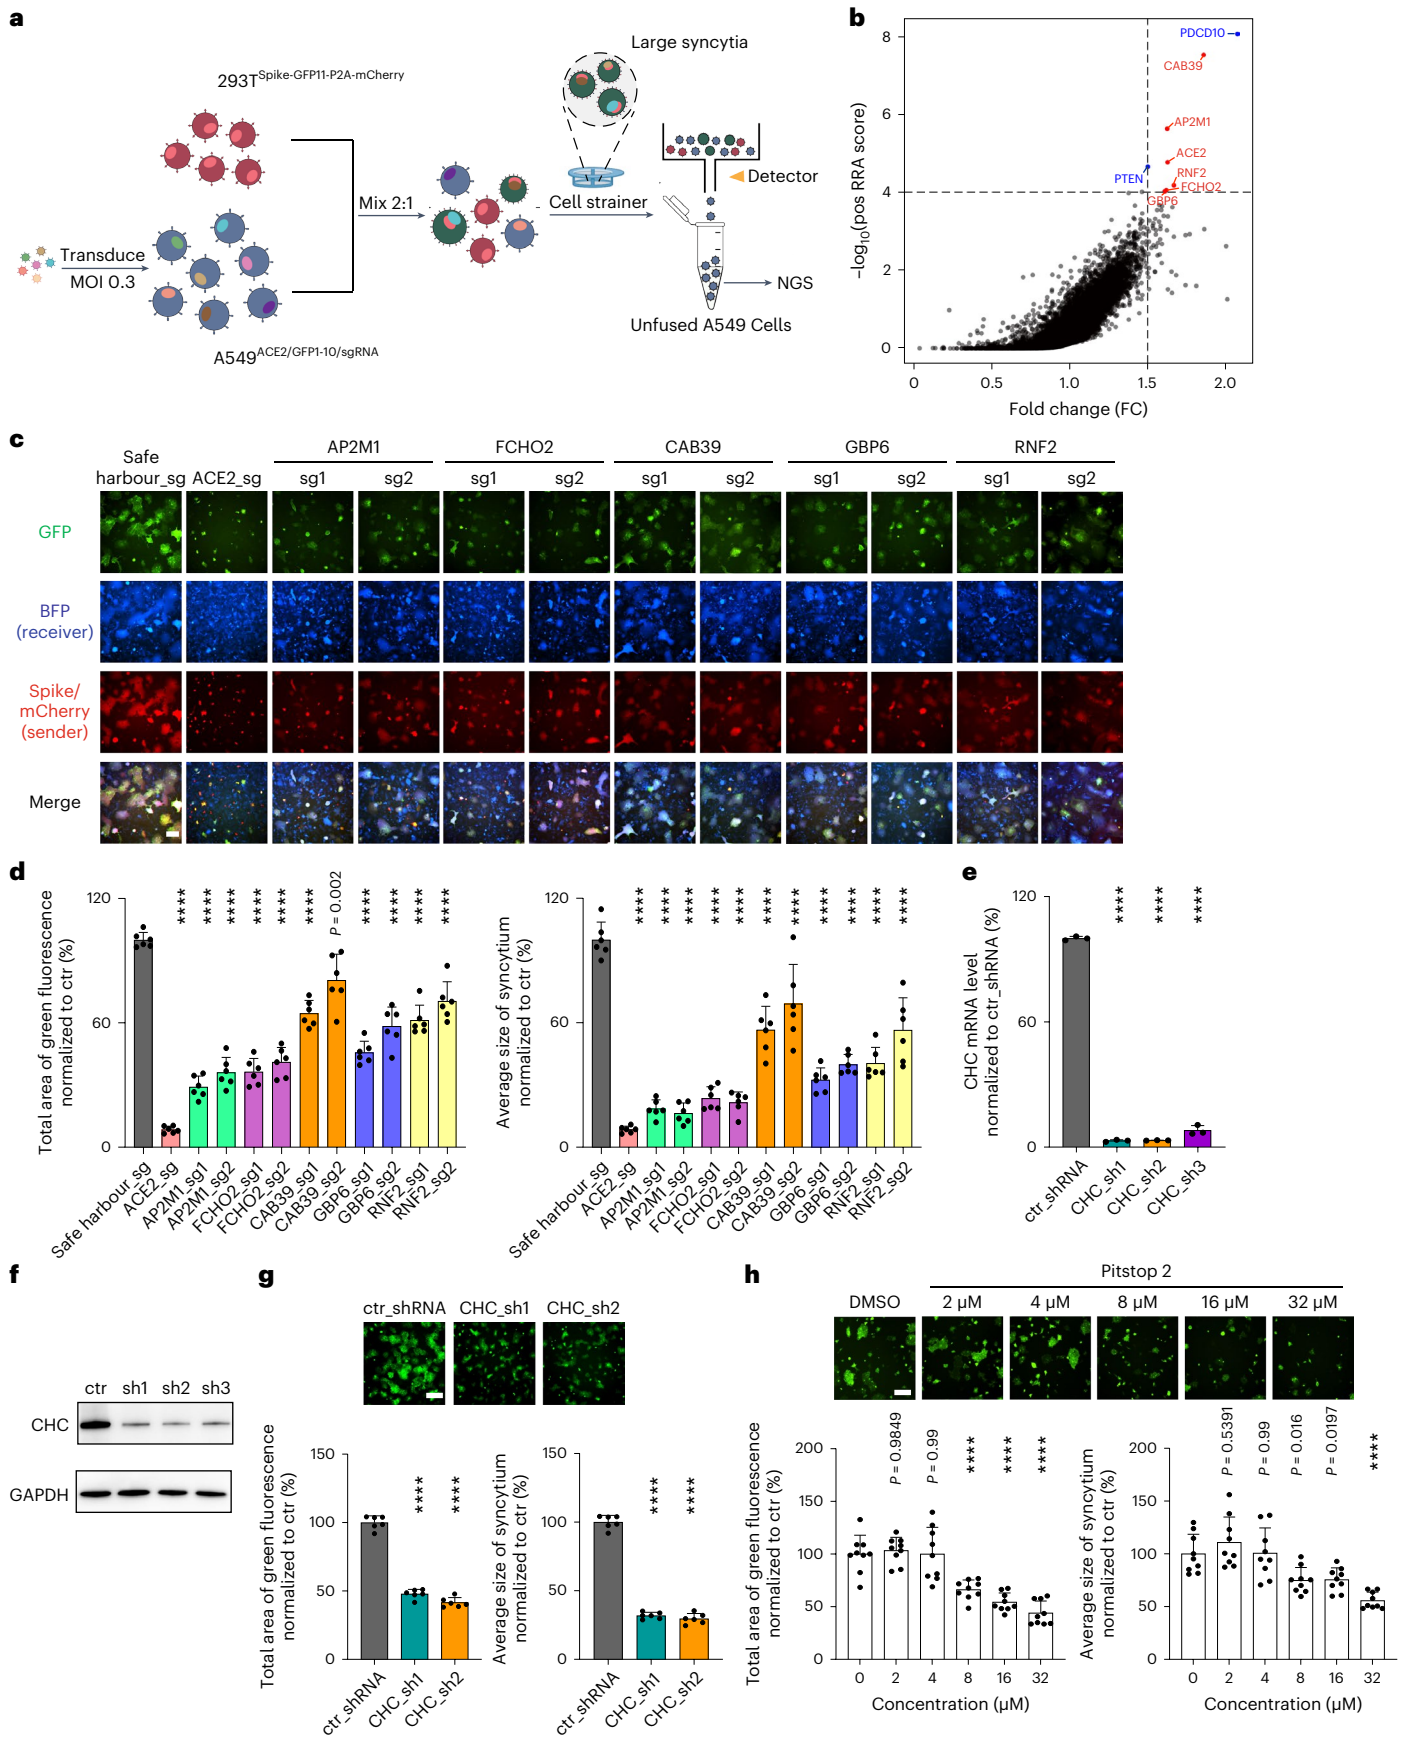 a
293TSpike-GFP11-P2A-mCherry
Large syncytia
Transduce
MOI 0.3
Mix 2:1
Cell strainer
Detector
NGS
Unfused A549 Cells
A549ACE2/GFP1-10/sgRNA
b
–log10(pos RRA score)
8
6
4
2
0
PDCD10
CAB39
AP2M1
ACE2
PTEN
RNF2
FCHO2
GBP6
0 0.5 1.0 1.5 2.0
Fold change (FC)
c
Safe harbour_sg
ACE2_sg
AP2M1 FCHO2 CAB39 GBP6 RNF2
sg1 sg2 sg1 sg2 sg1 sg2 sg1 sg2 sg1 sg2
GFP
BFP (receiver)
Spike/ mCherry (sender)
Merge
d
Total area of green fluorescence normalized to ctr (%)
120
60
0
**** **** **** **** **** **** P = 0.002 **** **** **** ****
Safe harbour_sg ACE2_sg AP2M1_sg1 AP2M1_sg2 FCHO2_sg1 FCHO2_sg2 CAB39_sg1 CAB39_sg2 GBP6_sg1 GBP6_sg2 RNF2_sg1 RNF2_sg2
Average size of syncytium normalized to ctr (%)
120
60
0
**** **** **** **** **** **** **** **** **** **** ****
Safe harbour_sg ACE2_sg AP2M1_sg1 AP2M1_sg2 FCHO2_sg1 FCHO2_sg2 CAB39_sg1 CAB39_sg2 GBP6_sg1 GBP6_sg2 RNF2_sg1 RNF2_sg2
e
CHC mRNA level normalized to ctr_shRNA (%)
120
60
0
**** **** ****
ctr_shRNA CHC_sh1 CHC_sh2 CHC_sh3
f
ctr sh1 sh2 sh3
CHC
GAPDH
g
ctr_shRNA CHC_sh1 CHC_sh2
Total area of green fluorescence normalized to ctr (%)
150
100
50
0
**** ****
ctr_shRNA CHC_sh1 CHC_sh2
Average size of syncytium normalized to ctr (%)
150
100
50
0
**** ****
ctr_shRNA CHC_sh1 CHC_sh2
h
Pitstop 2
DMSO 2 µM 4 µM 8 µM 16 µM 32 µM
Total area of green fluorescence normalized to ctr (%)
200
150
100
50
0
P = 0.9849 P = 0.99 **** **** ****
0 2 4 8 16 32
Concentration (µM)
Average size of syncytium normalized to ctr (%)
200
150
100
50
0
P = 0.5391 P = 0.99 P = 0.016 P = 0.0197 ****
0 2 4 8 16 32
Concentration (µM)